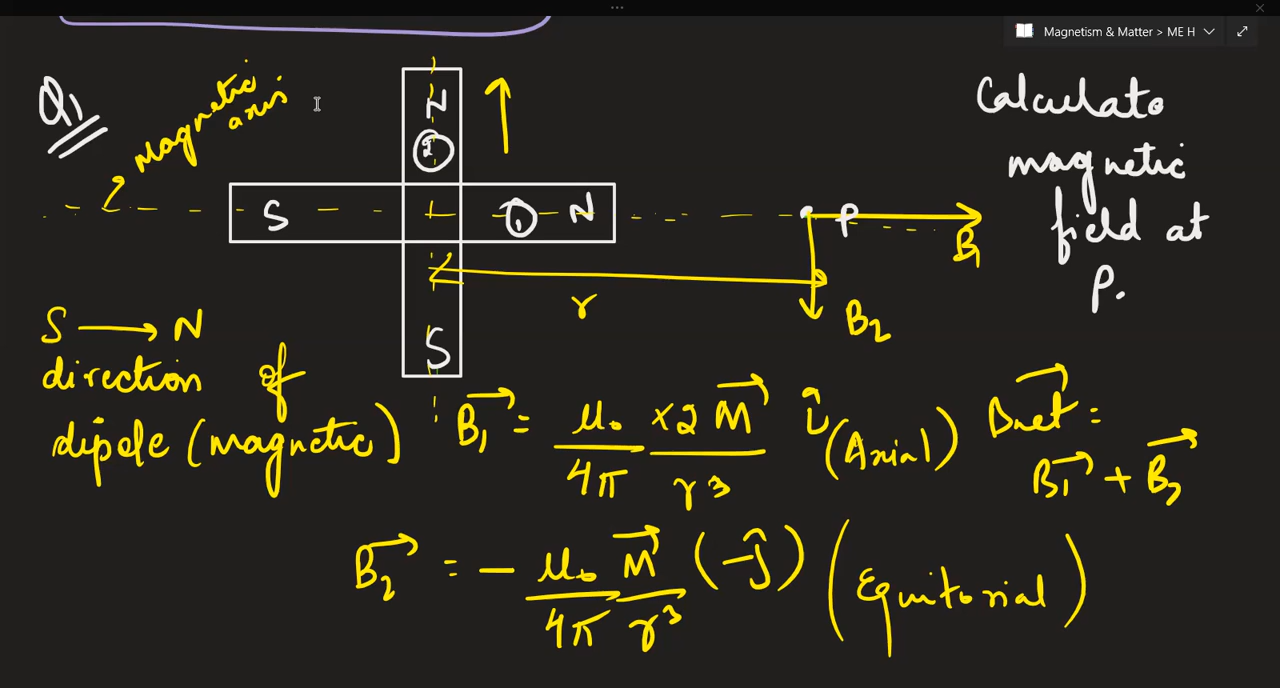 Magnetism & Matter > ME H
Q1
Magnetic
axis
N
2
S
1
N
P
B1
r
B2
S
Calculate
magnetic
field at
P.
S → N
direction of
dipole (magnetic)
B1 = μ0/4π × 2M/r³ î (Axial)
Bnet =
B1 + B2
B2 = - μ0/4π M/r³ (-ĵ) (Equitorial)